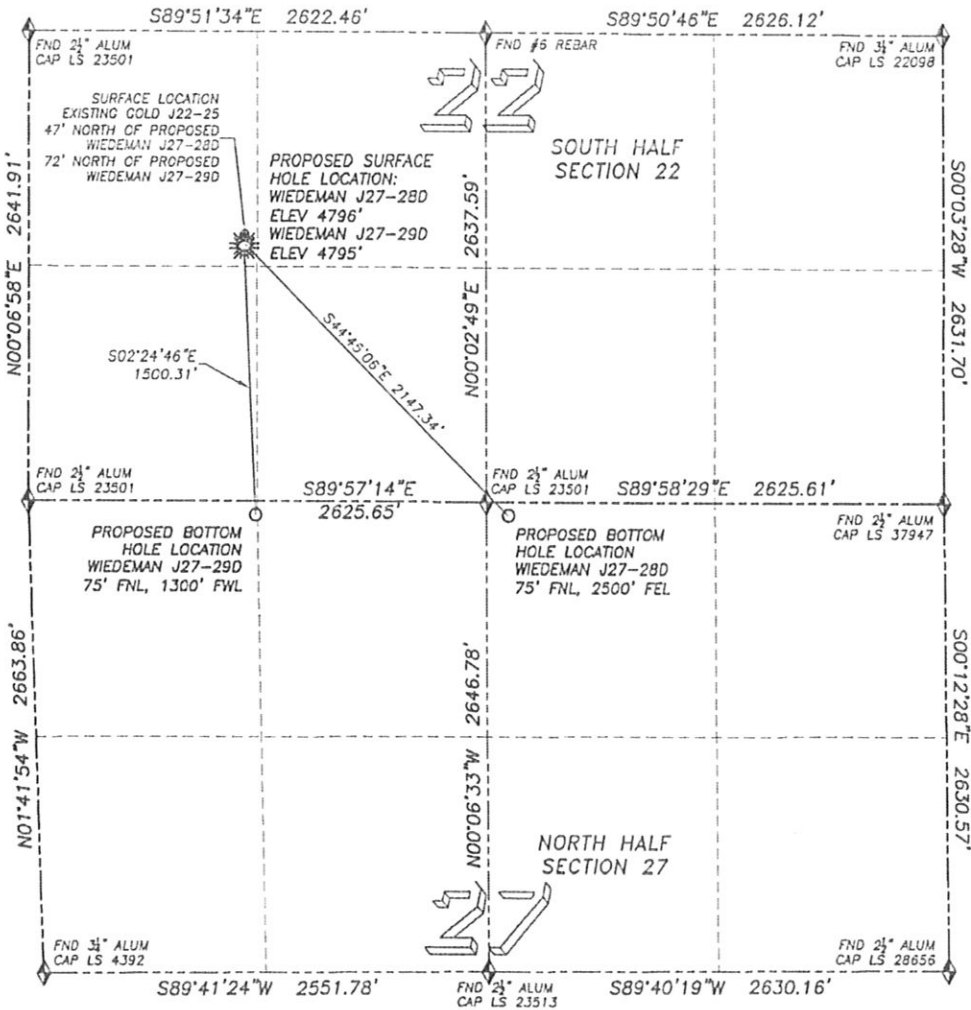 S89°51'34"E 2622.46'
S89°50'46"E 2626.12'
FND 2½" ALUM
CAP LS 23501
FND #6 REBAR
FND 3¼" ALUM
CAP LS 22098
22
SURFACE LOCATION
EXISTING COLD J22-25
47' NORTH OF PROPOSED
WIEDEMAN J27-28D
72' NORTH OF PROPOSED
WIEDEMAN J27-29D
SOUTH HALF
SECTION 22
PROPOSED SURFACE
HOLE LOCATION:
WIEDEMAN J27-28D
ELEV 4796'
WIEDEMAN J27-29D
ELEV 4795'
N00°06'58"E 2641.91'
N00°02'49"E 2637.59'
S00°03'28"W 2631.70'
S02°24'46"E
1500.31'
S44°45'06"E 2147.34'
FND 2½" ALUM
CAP LS 23501
S89°57'14"E
2625.65'
FND 2½" ALUM
CAP LS 23501
S89°58'29"E 2625.61'
FND 2½" ALUM
CAP LS 37947
PROPOSED BOTTOM
HOLE LOCATION
WIEDEMAN J27-29D
75' FNL, 1300' FWL
PROPOSED BOTTOM
HOLE LOCATION
WIEDEMAN J27-28D
75' FNL, 2500' FEL
N01°41'54"W 2663.86'
N00°06'33"W 2646.78'
S00°12'28"E 2630.57'
NORTH HALF
SECTION 27
27
FND 3¼" ALUM
CAP LS 4392
FND 2½" ALUM
CAP LS 28656
S89°41'24"W 2551.78'
FND 2½" ALUM
CAP LS 23513
S89°40'19"W 2630.16'